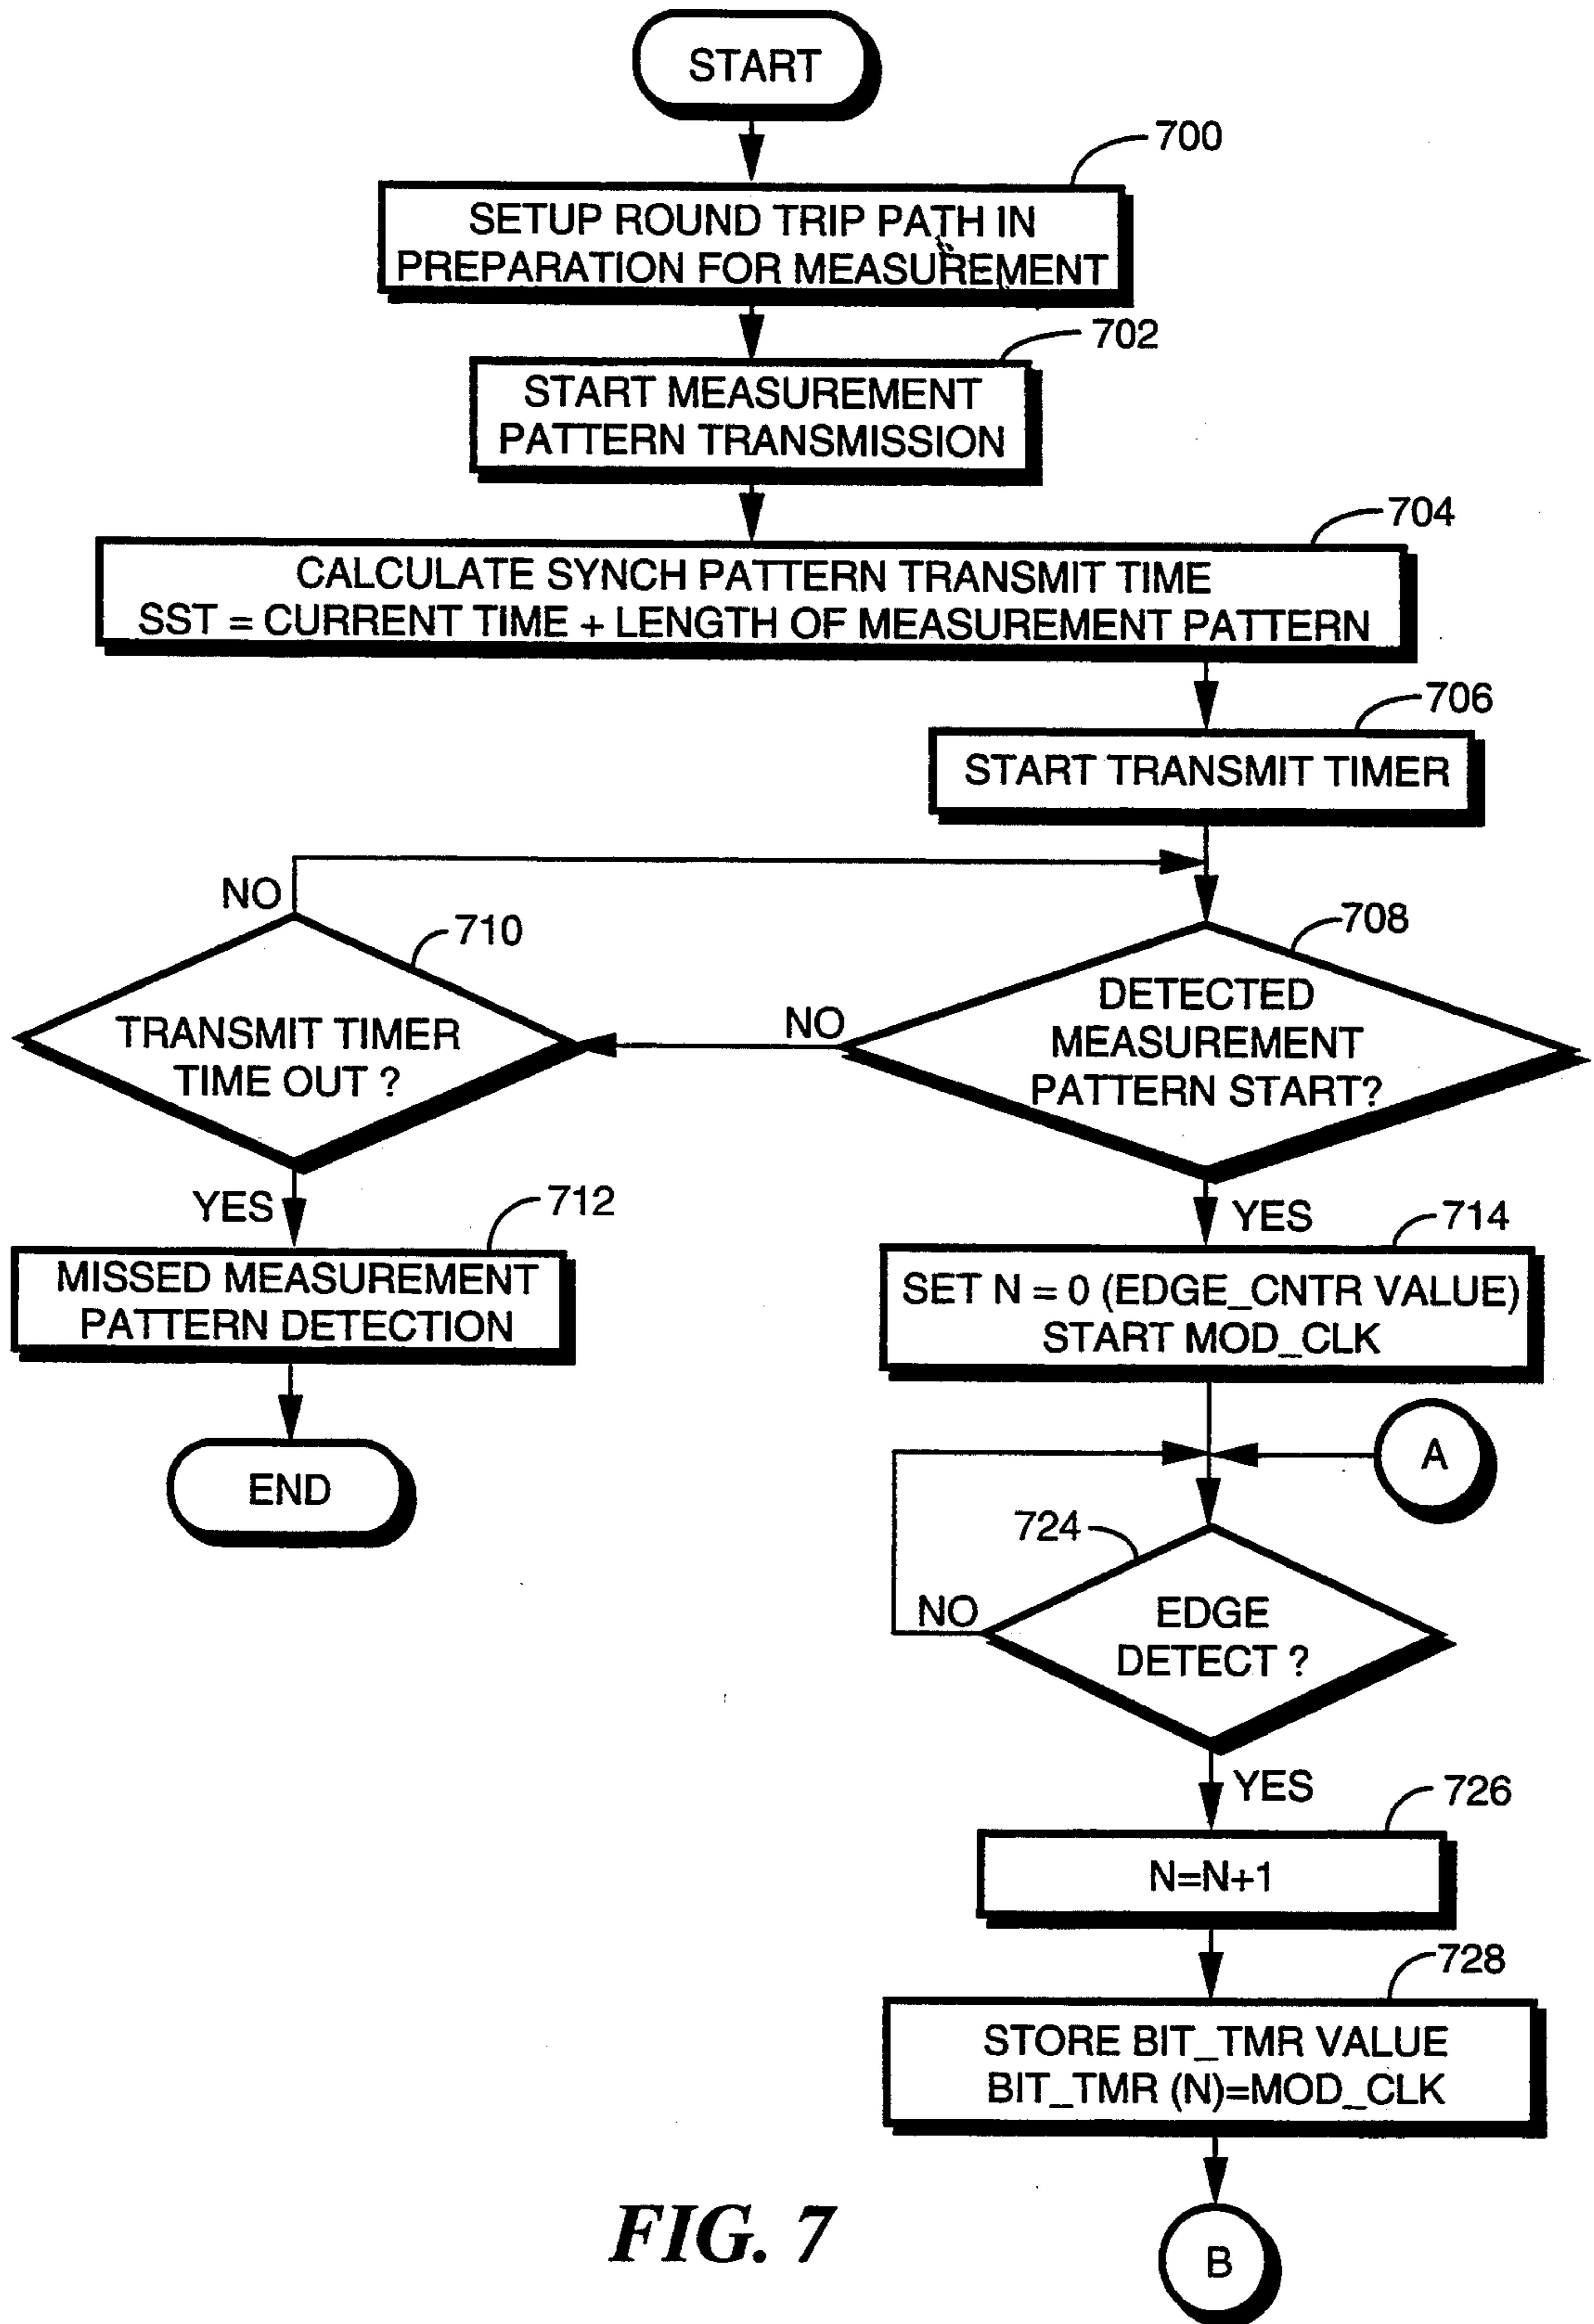 START
700
SETUP ROUND TRIP PATH IN
PREPARATION FOR MEASUREMENT
702
START MEASUREMENT
PATTERN TRANSMISSION
704
CALCULATE SYNCH PATTERN TRANSMIT TIME
SST = CURRENT TIME + LENGTH OF MEASUREMENT PATTERN
706
START TRANSMIT TIMER
NO
710
TRANSMIT TIMER
TIME OUT ?
NO
708
DETECTED
MEASUREMENT
PATTERN START?
YES
712
MISSED MEASUREMENT
PATTERN DETECTION
END
YES
714
SET N = 0 (EDGE_CNTR VALUE)
START MOD_CLK
A
724
NO
EDGE
DETECT ?
YES
726
N=N+1
728
STORE BIT_TMR VALUE
BIT_TMR (N)=MOD_CLK
B
FIG. 7